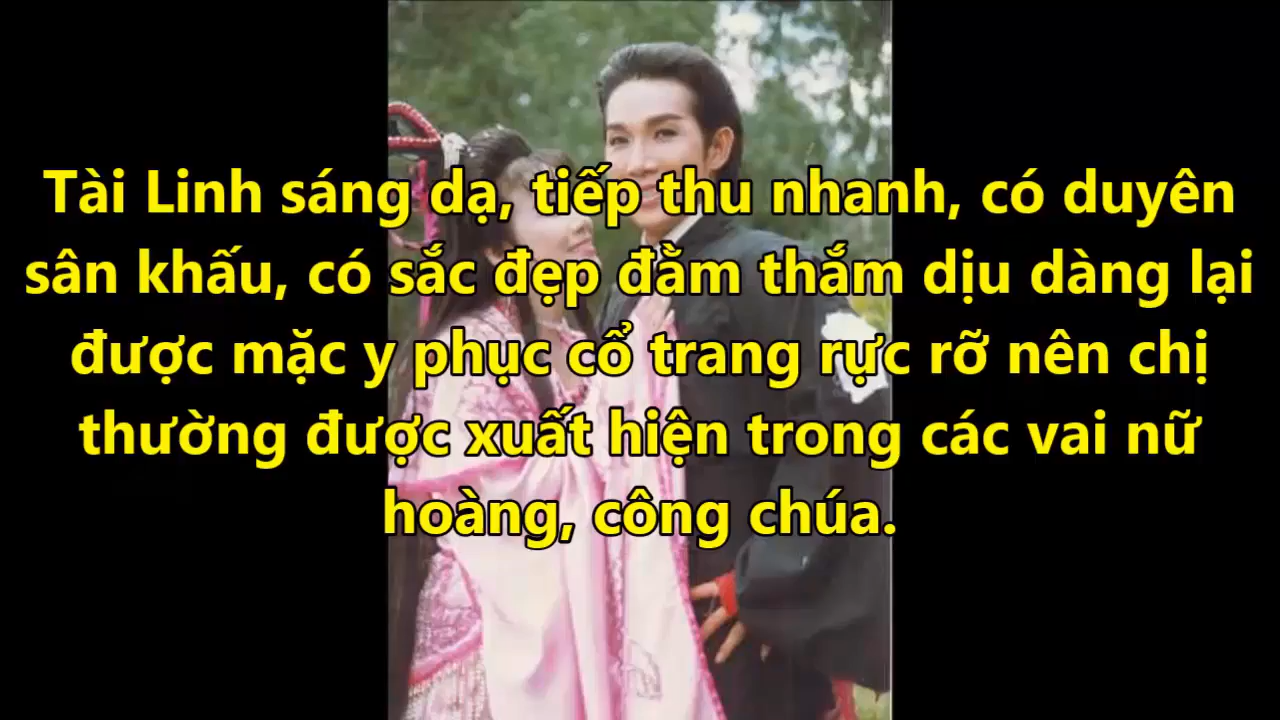 Tài Linh sáng dạ, tiếp thu nhanh, có duyên
sân khấu, có sắc đẹp đằm thắm dịu dàng lại
được mặc y phục cổ trang rực rỡ nên chị
thường được xuất hiện trong các vai nữ
hoàng, công chúa.